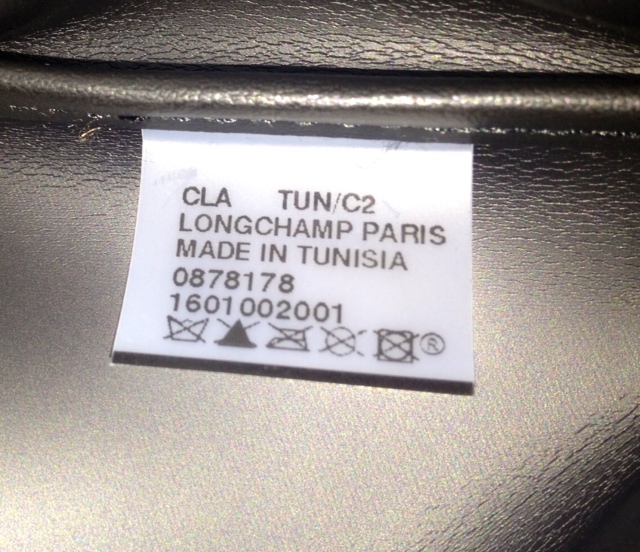 CLA TUN/C2
LONGCHAMP PARIS
MADE IN TUNISIA
0878178
1601002001
®